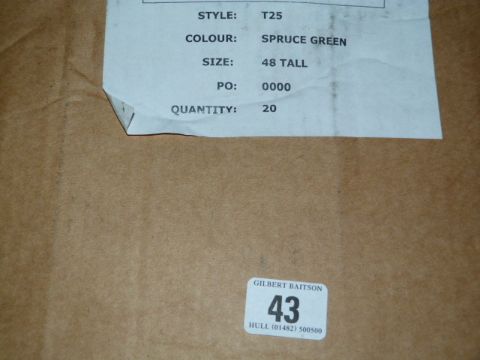 STYLE: T25
COLOUR: SPRUCE GREEN
SIZE: 48 TALL
PO: 0000
QUANTITY: 20
GILBERT BAITSON
43
HULL (01482) 500500